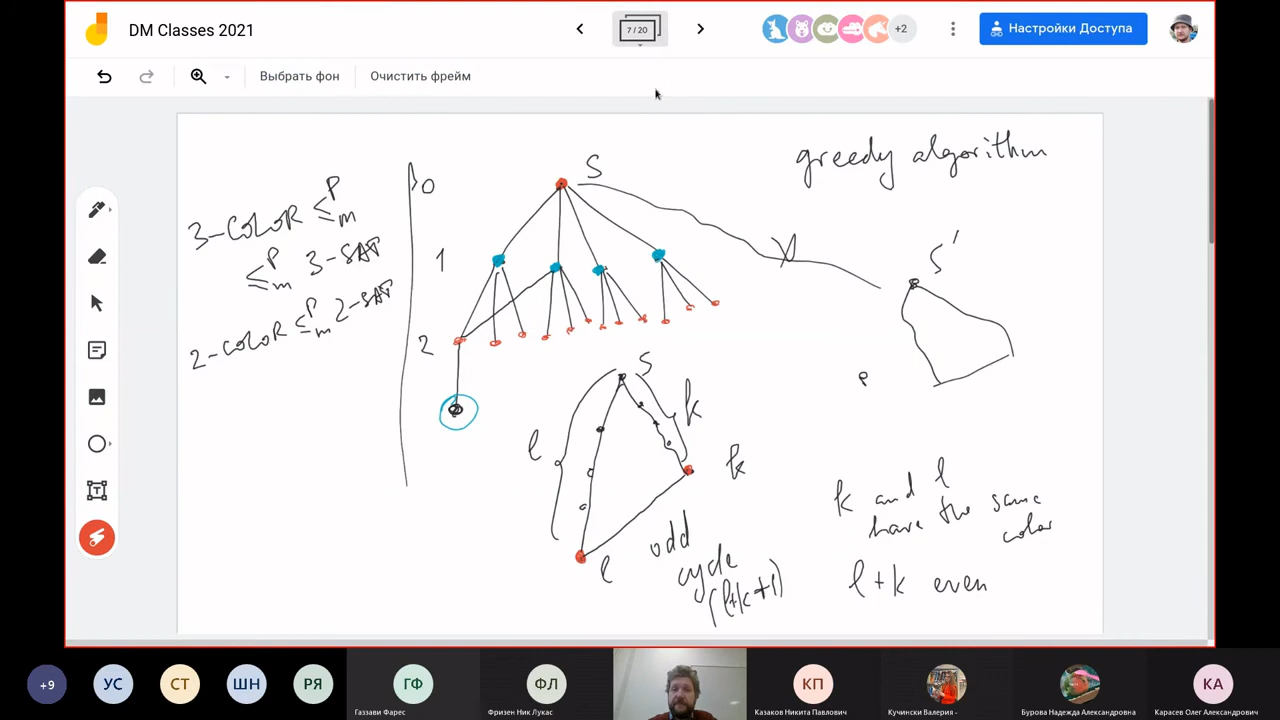 DM Classes 2021
7 / 20
+2
Настройки Доступа
Выбрать фон
Очистить фрейм
greedy algorithm
S
0
1
2
S'
3-COLOR ≤ᵖₘ
≤ᵖₘ 3-SAT
2-COLOR ≤ᵖₘ 2-SAT
S
k
l
k
l
odd
cycle
(l+k+1)
k and l
have the same
color
l+k even
+9
УС
СТ
ШН
РЯ
ГФ
ФЛ
КП
КА
Газзави Фарес
Фризен Ник Лукас
Казаков Никита Павлович
Кучински Валерия -
Бурова Надежда Александровна
Карасев Олег Александрович